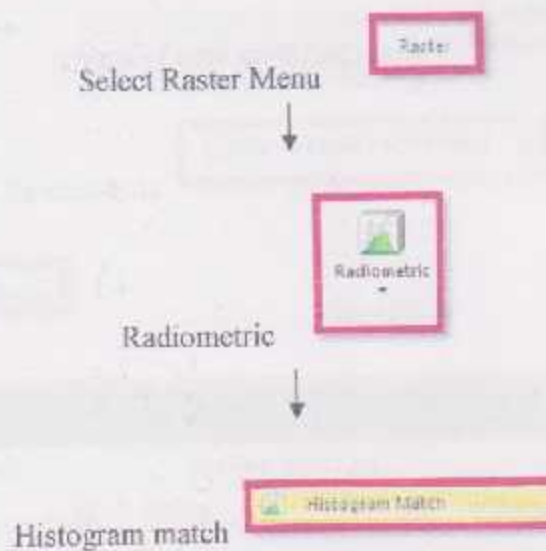 Raster
Select Raster Menu
Radiometric
Radiometric
Histogram Match
Histogram match